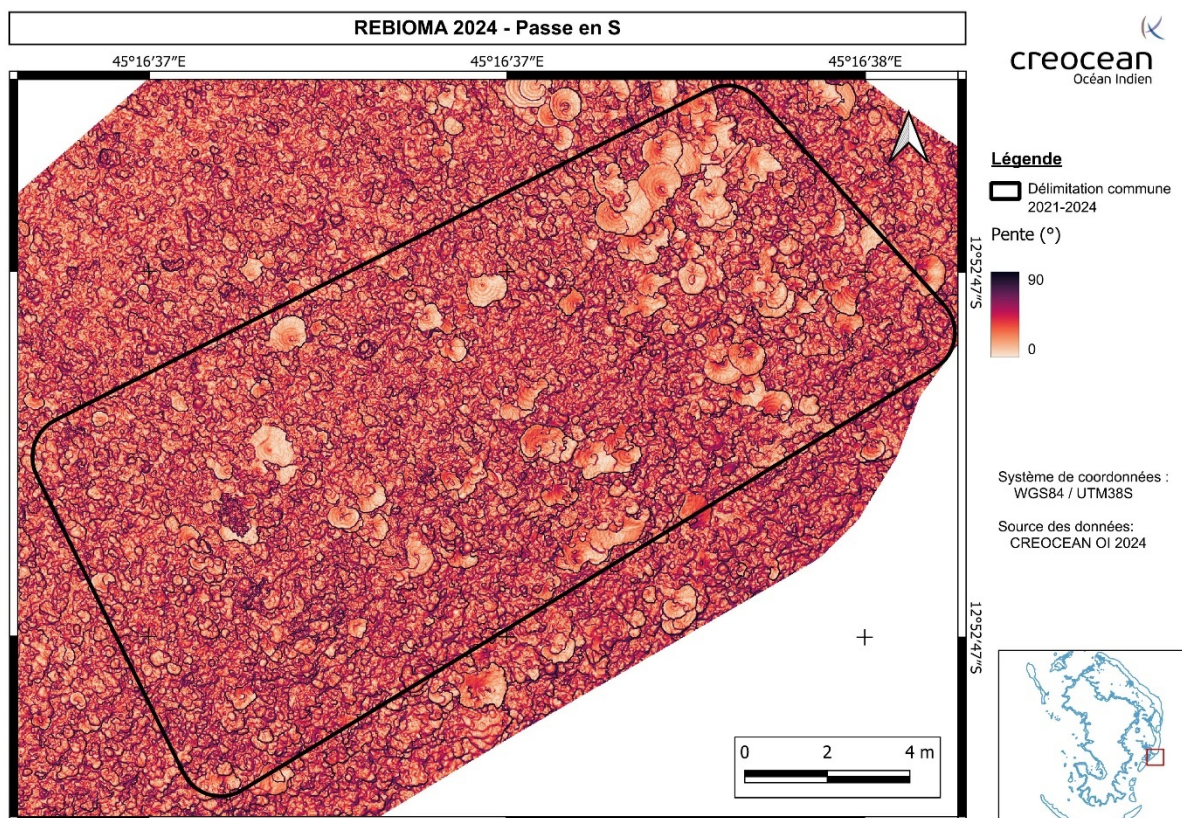 REBIOMA 2024 - Passe en S
45°16′37″E
45°16′37″E
45°16′38″E
creocean
Océan Indien
Légende
Délimitation commune
2021-2024
Pente (°)
90
0
12°52′47″S
12°52′47″S
Système de coordonnées :
WGS84 / UTM38S
Source des données:
CREOCEAN OI 2024
0 2 4 m